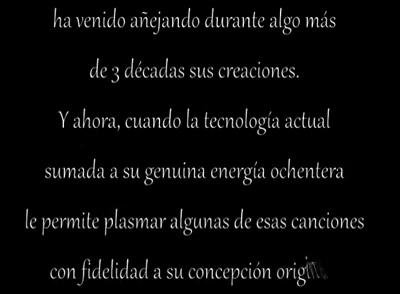 ha venido añejando durante algo más
de 3 décadas sus creaciones.
Y ahora, cuando la tecnología actual
sumada a su genuina energía ochentera
le permite plasmar algunas de esas canciones
con fidelidad a su concepción